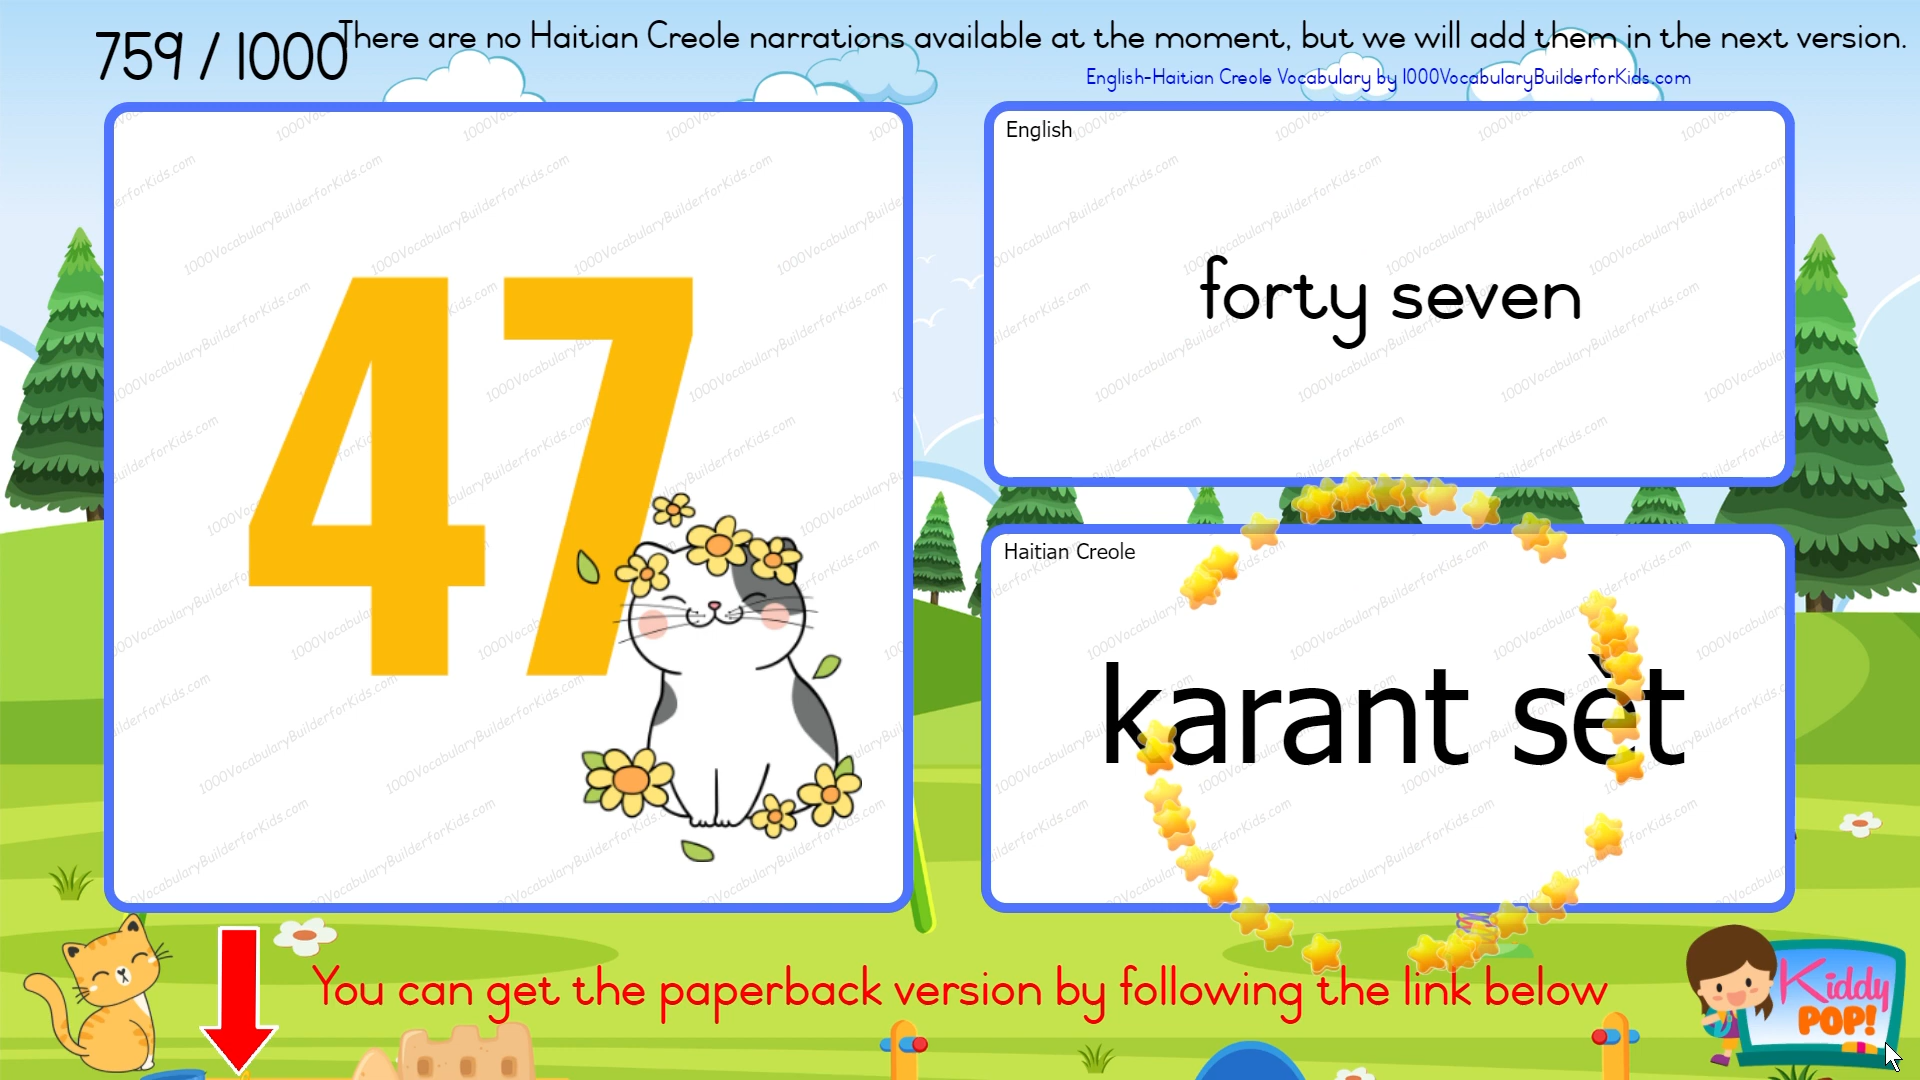 759 / 1000
There are no Haitian Creole narrations available at the moment, but we will add them in the next version.
English-Haitian Creole Vocabulary by 1000VocabularyBuilderforKids.com
47
English
forty seven
Haitian Creole
karant sèt
You can get the paperback version by following the link below
Kiddy
POP!
1000VocabularyBuilderforKids.com